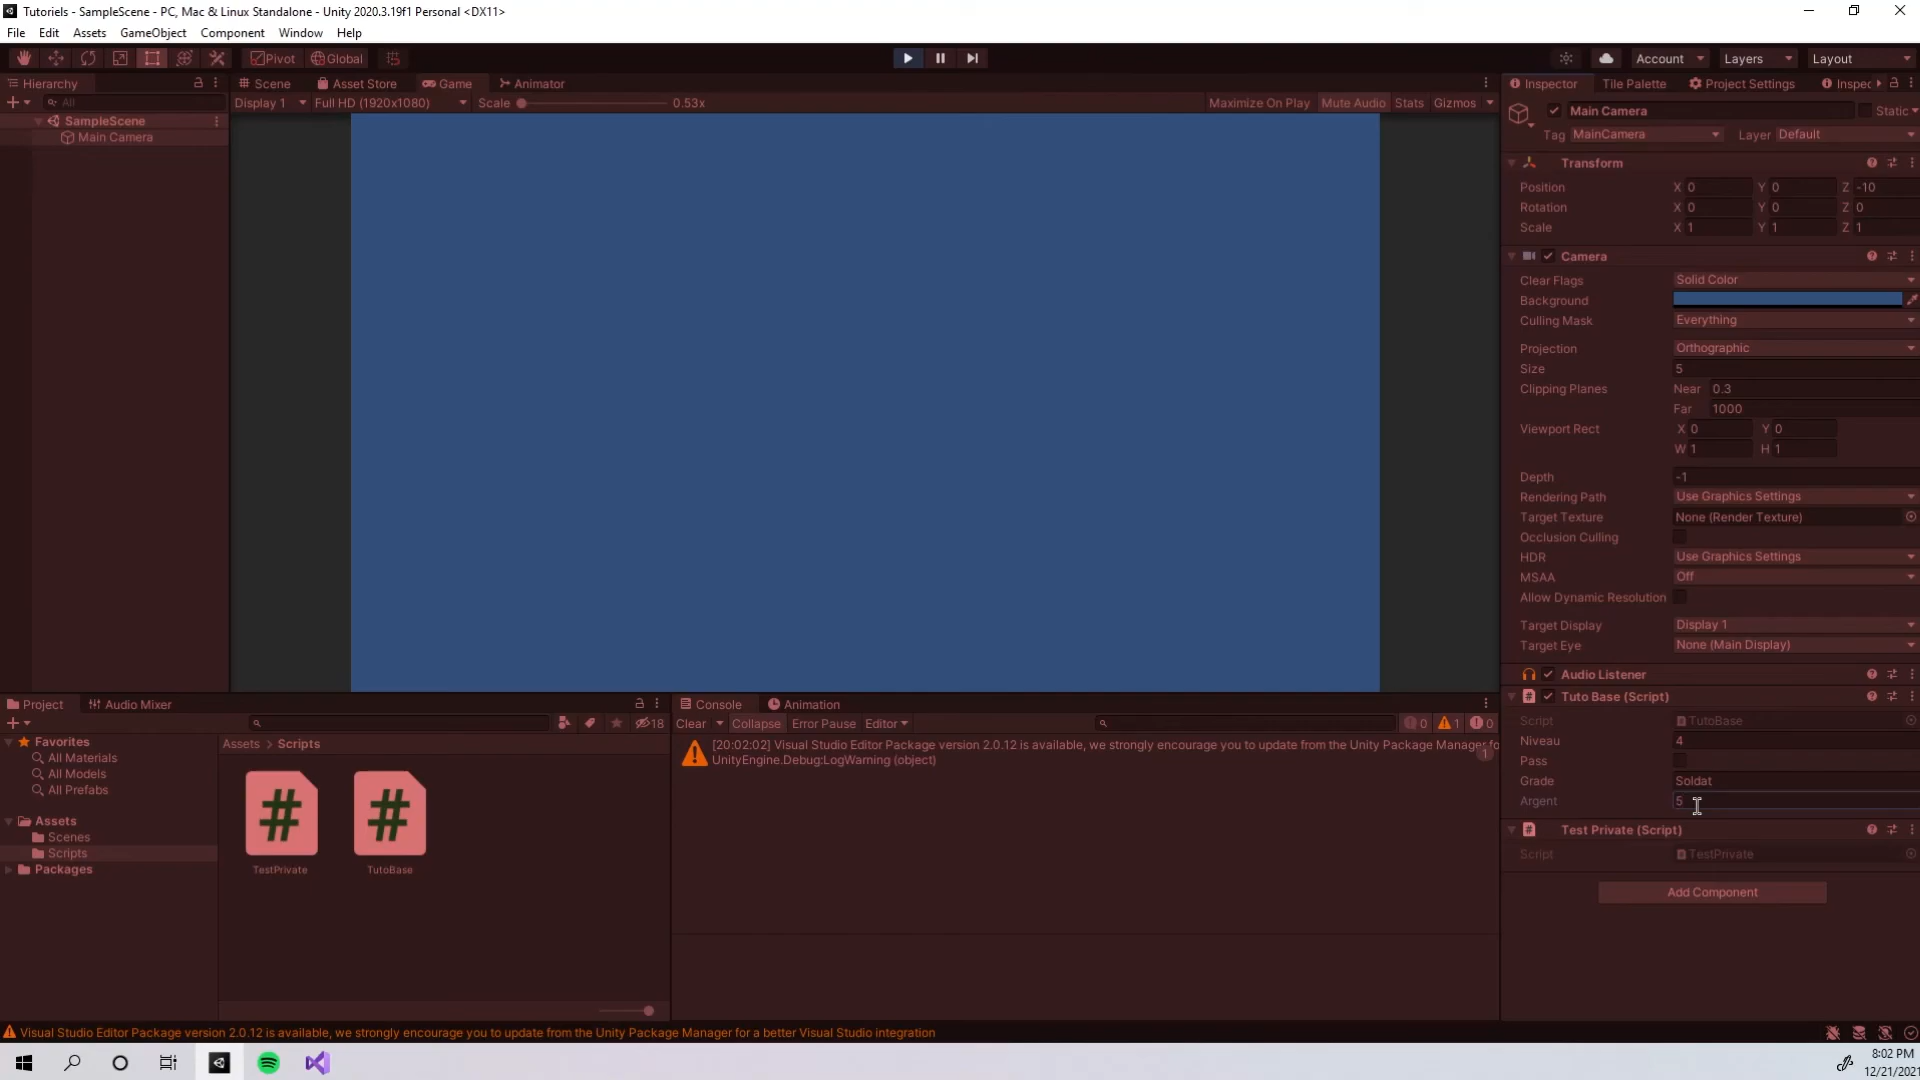 Tutoriels - SampleScene - PC, Mac & Linux Standalone - Unity 2020.3.19f1 Personal <DX11>
File Edit Assets GameObject Component Window Help
Pivot Global Account Layers Layout
Hierarchy Scene Asset Store Game Animator Inspector Tile Palette Project Settings Inspec
All Display 1 Full HD (1920x1080) Scale 0.53x Maximize On Play Mute Audio Stats Gizmos
Main Camera Static
SampleScene
Main Camera
Tag MainCamera Layer Default
Transform
Position X 0 Y 0 Z -10
Rotation X 0 Y 0 Z 0
Scale X 1 Y 1 Z 1
Camera
Clear Flags Solid Color
Background
Culling Mask Everything
Projection Orthographic
Size 5
Clipping Planes Near 0.3
Far 1000
Viewport Rect X 0 Y 0
W 1 H 1
Depth -1
Rendering Path Use Graphics Settings
Target Texture None (Render Texture)
Occlusion Culling
HDR Use Graphics Settings
MSAA Off
Allow Dynamic Resolution
Target Display Display 1
Target Eye None (Main Display)
Audio Listener
Tuto Base (Script)
Script TutoBase
Niveau 4
Pass
Grade Soldat
Argent 5
Test Private (Script)
Script TestPrivate
Add Component
Project Audio Mixer
18
Favorites
All Materials
All Models
All Prefabs
Assets
Scenes
Scripts
Packages
Assets > Scripts
TestPrivate TutoBase
Console Animation
Clear Collapse Error Pause Editor 0 1 0
[20:02:02] Visual Studio Editor Package version 2.0.12 is available, we strongly encourage you to update from the Unity Package Manager fo
UnityEngine.Debug:LogWarning (object)
1
Visual Studio Editor Package version 2.0.12 is available, we strongly encourage you to update from the Unity Package Manager for a better Visual Studio integration
8:02 PM
12/21/2021